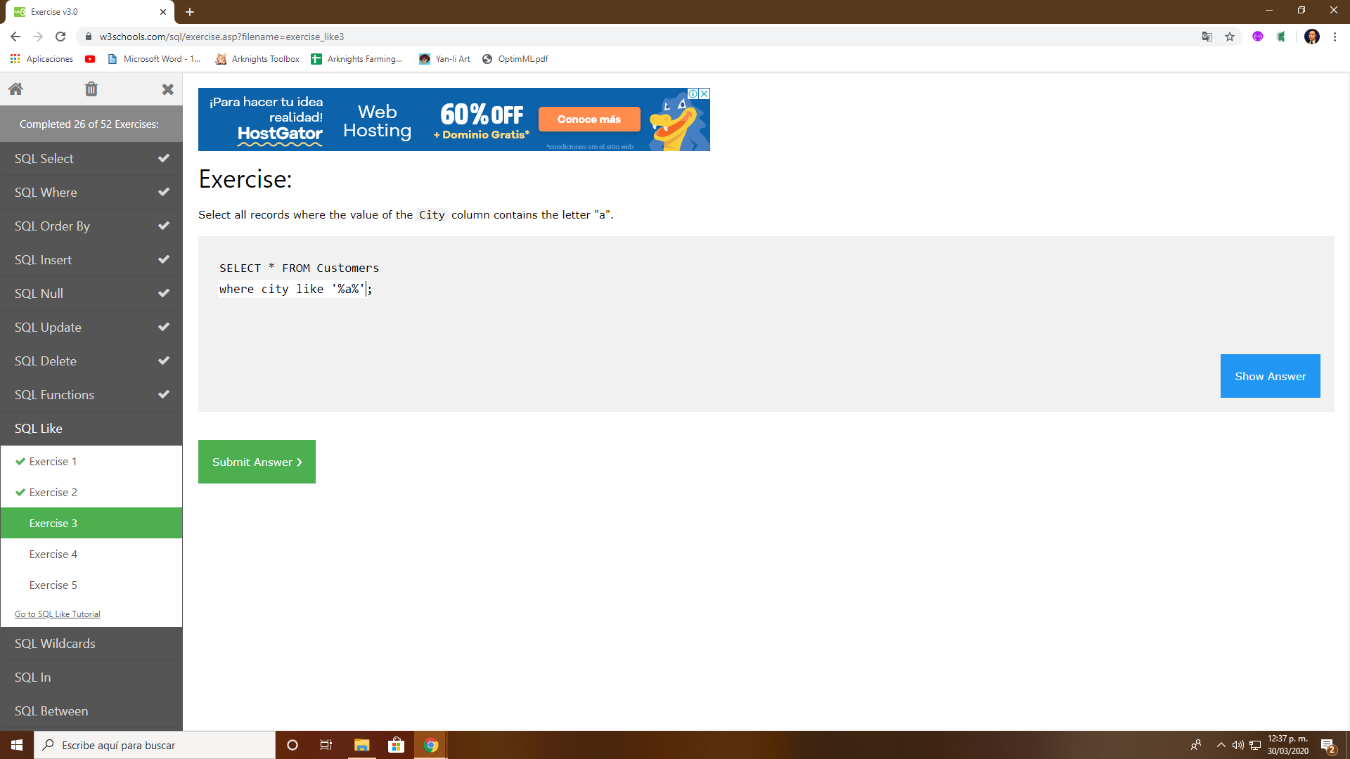 Exercise v3.0
w3schools.com/sql/exercise.asp?filename=exercise_like3
Aplicaciones
Microsoft Word - 1...
Arknights Toolbox
Arknights Farming...
Yan-li Art
OptimML.pdf
Completed 26 of 52 Exercises:
SQL Select
SQL Where
SQL Order By
SQL Insert
SQL Null
SQL Update
SQL Delete
SQL Functions
SQL Like
Exercise 1
Exercise 2
Exercise 3
Exercise 4
Exercise 5
Go to SQL Like Tutorial
SQL Wildcards
SQL In
SQL Between
¡Para hacer tu idea
realidad!
HostGator
Web
Hosting
60% OFF
+ Dominio Gratis*
Conoce más
*condiciones em el sitio web
Exercise:
Select all records where the value of the City column contains the letter "a".
SELECT * FROM Customers
where city like '%a%';
Show Answer
Submit Answer ❯
Escribe aquí para buscar
12:37 p. m.
30/03/2020
2